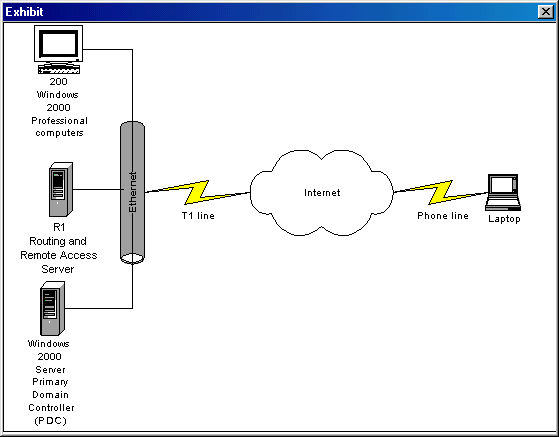 Exhibit
200
Windows
2000
Professional
computers
Ethernet
R1
Routing and
Remote Access
Server
T1 line
Internet
Phone line
Laptop
Windows
2000
Server
Primary
Domain
Controller
(PDC)